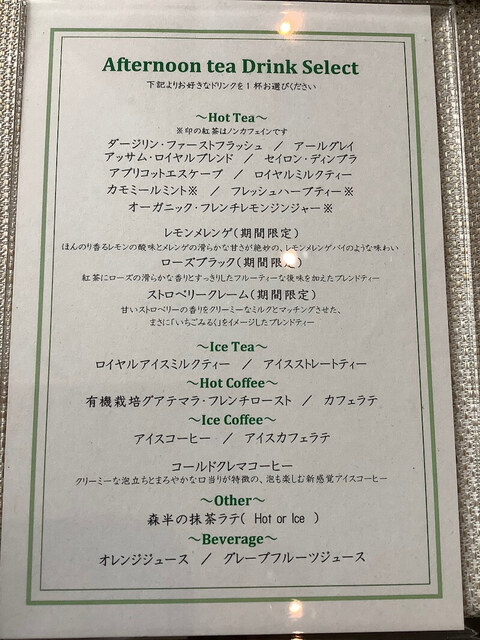 Afternoon tea Drink Select
下記よりお好きなドリンクを1杯お選びください
～Hot Tea～
※印の紅茶はノンカフェインです
ダージリン・ファーストフラッシュ ／ アールグレイ
アッサム・ロイヤルブレンド ／ セイロン・ディンブラ
アプリコットエスケープ ／ ロイヤルミルクティー
カモミールミント※ ／ フレッシュハーブティー※
オーガニック・フレンチレモンジンジャー※
レモンメレンゲ(期間限定)
ほんのり香るレモンの酸味とメレンゲの滑らかな甘さが絶妙の、レモンメレンゲパイのような味わい
ローズブラック(期間限定)
紅茶にローズの滑らかな香りとすっきりしたフルーティーな後味を加えたブレンドティー
ストロベリークレーム(期間限定)
甘いストロベリーの香りをクリーミーなミルクとマッチングさせた、
まさに「いちごみるく」をイメージしたブレンドティー
～Ice Tea～
ロイヤルアイスミルクティー ／ アイスストレートティー
～Hot Coffee～
有機栽培グアテマラ・フレンチロースト ／ カフェラテ
～Ice Coffee～
アイスコーヒー ／ アイスカフェラテ
コールドクレマコーヒー
クリーミーな泡立ちとまろやかな口当りが特徴の、泡も楽しむ新感覚アイスコーヒー
～Other～
森半の抹茶ラテ( Hot or Ice )
～Beverage～
オレンジジュース ／ グレープフルーツジュース